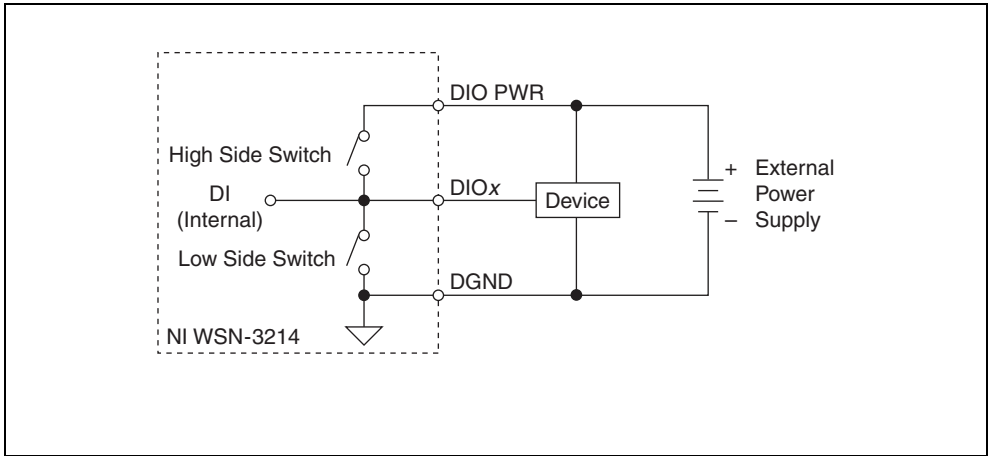 DIO PWR
High Side Switch
DI
(Internal)
DIOx
Device
+ External
Power
– Supply
Low Side Switch
DGND
NI WSN-3214